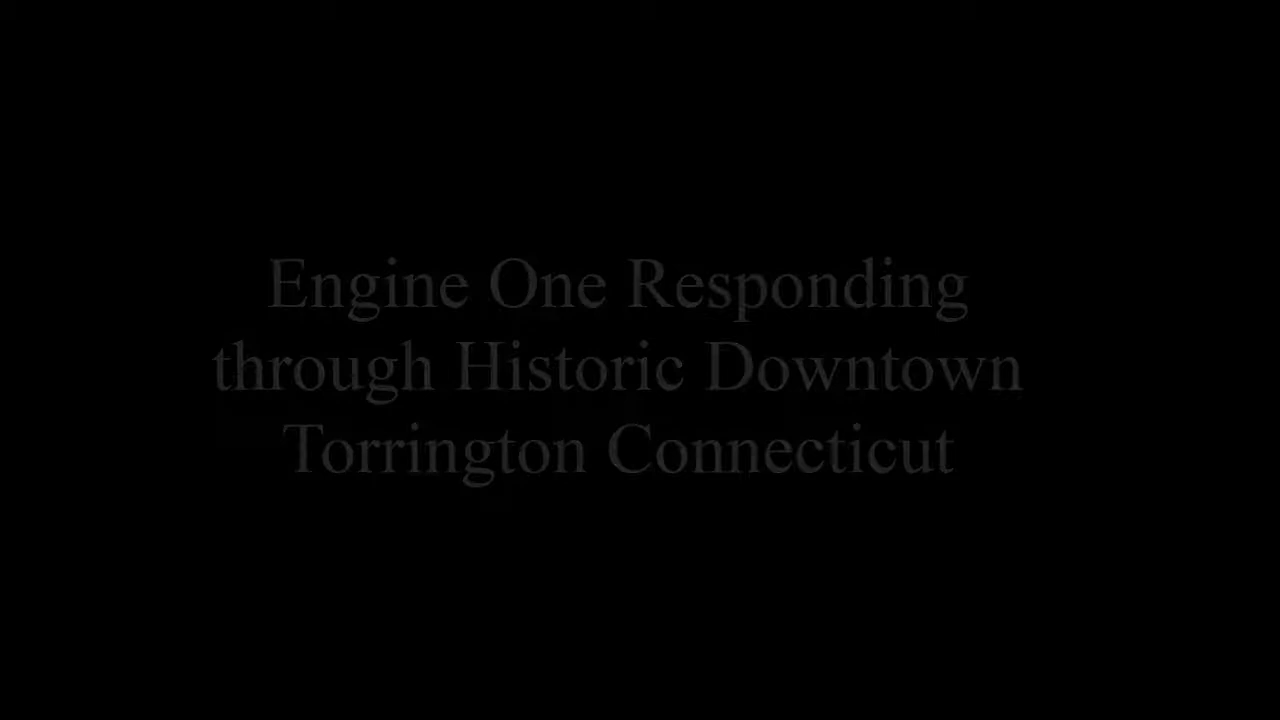 Engine One Responding
through Historic Downtown
Torrington Connecticut